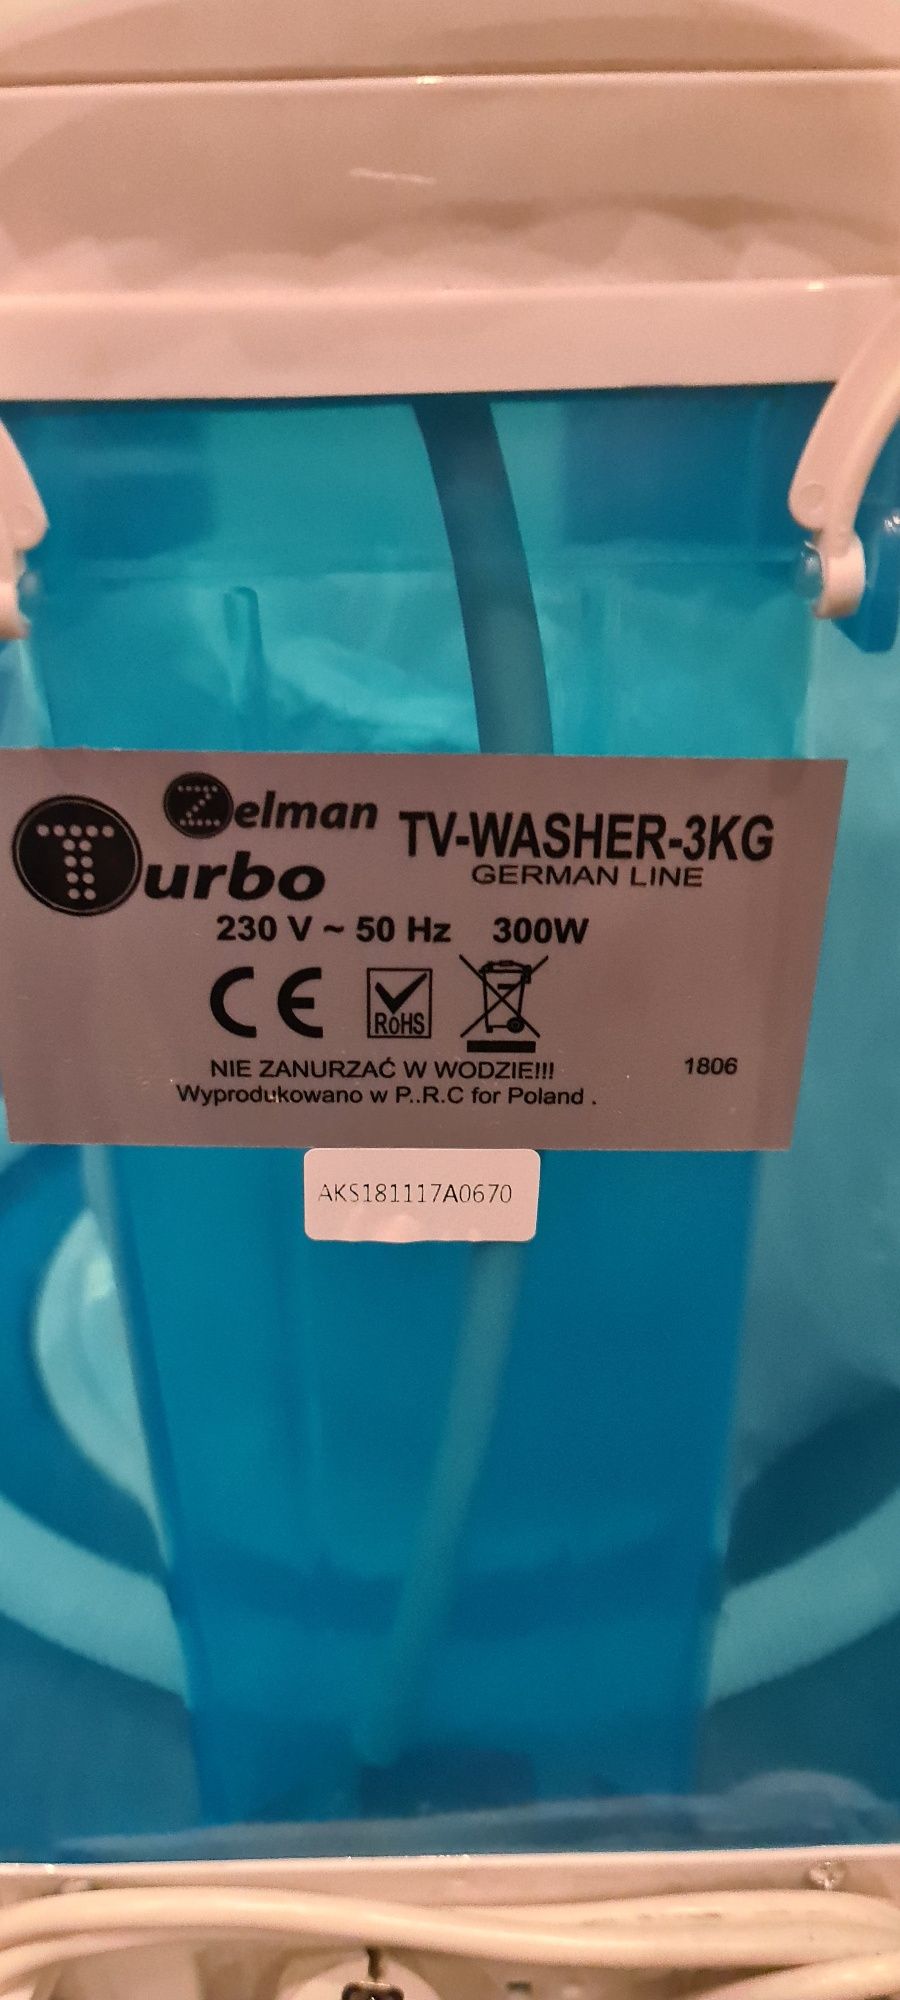 Zelman
Turbo
TV-WASHER-3KG
GERMAN LINE
230 V ~ 50 Hz 300W
CE
RoHS
NIE ZANURZAĆ W WODZIE!!!
1806
Wyprodukowano w P..R.C for Poland .
AKS181117A0670